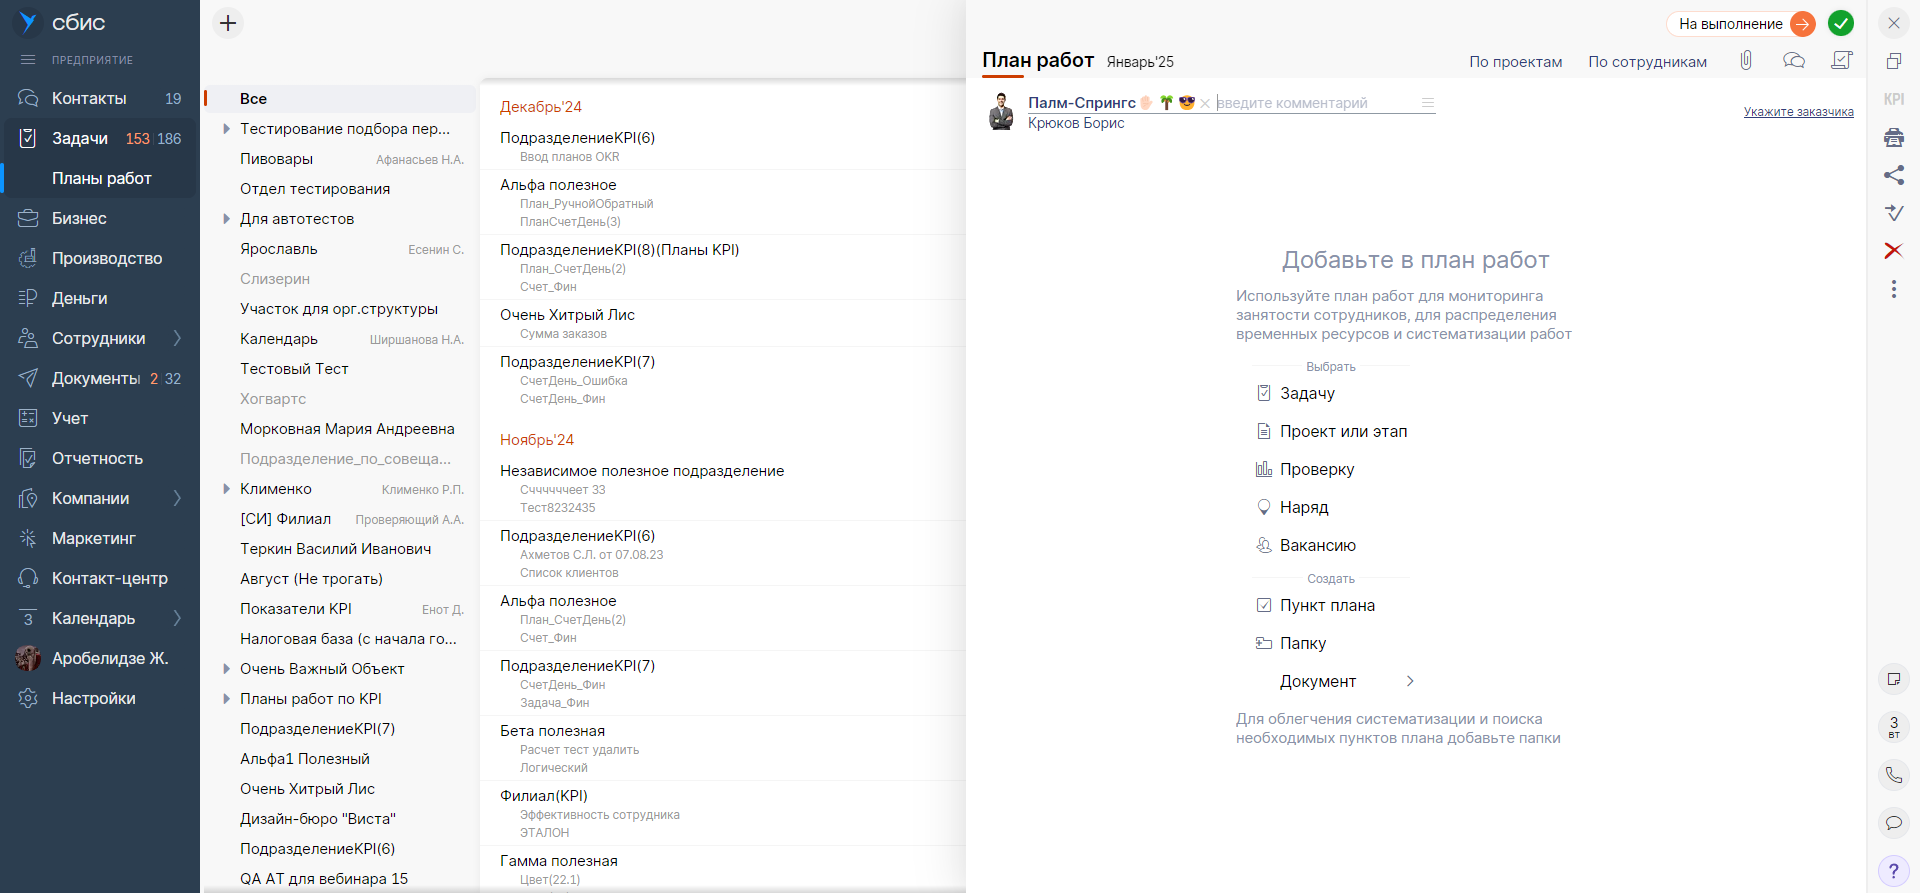 сбис
ПРЕДПРИЯТИЕ
Контакты 19
Задачи 153 186
Планы работ
Бизнес
Производство
Деньги
Сотрудники
Документы 2 32
Учет
Отчетность
Компании
Маркетинг
Контакт-центр
3 Календарь
Аробелидзе Ж.
Настройки
Все
Тестирование подбора пер...
Пивовары Афанасьев Н.А.
Отдел тестирования
Для автотестов
Ярославль Есенин С.
Слизерин
Участок для орг.структуры
Календарь Ширшанова Н.А.
Тестовый Тест
Хогвартс
Морковная Мария Андреевна
Подразделение_по_совеща...
Клименко Клименко Р.П.
[СИ] Филиал Проверяющий А.А.
Теркин Василий Иванович
Август (Не трогать)
Показатели KPI Енот Д.
Налоговая база (с начала го...
Очень Важный Объект
Планы работ по KPI
ПодразделениеKPI(7)
Альфа1 Полезный
Очень Хитрый Лис
Дизайн-бюро "Виста"
ПодразделениеKPI(6)
QA АТ для вебинара 15
Декабрь'24
ПодразделениеKPI(6)
Ввод планов OKR
Альфа полезное
План_РучнойОбратный
ПланСчетДень(3)
ПодразделениеKPI(8)(Планы KPI)
План_СчетДень(2)
Счет_Фин
Очень Хитрый Лис
Сумма заказов
ПодразделениеKPI(7)
СчетДень_Ошибка
СчетДень_Фин
Ноябрь'24
Независимое полезное подразделение
Сччччччеет 33
Тест8232435
ПодразделениеKPI(6)
Ахметов С.Л. от 07.08.23
Список клиентов
Альфа полезное
План_СчетДень(2)
Счет_Фин
ПодразделениеKPI(7)
СчетДень_Фин
Задача_Фин
Бета полезная
Расчет тест удалить
Логический
Филиал(KPI)
Эффективность сотрудника
ЭТАЛОН
Гамма полезная
Цвет(22.1)
На выполнение
План работ Январь'25
По проектам По сотрудникам
Палм-Спрингс введите комментарий
Крюков Борис
Укажите заказчика
Добавьте в план работ
Используйте план работ для мониторинга
занятости сотрудников, для распределения
временных ресурсов и систематизации работ
Выбрать
Задачу
Проект или этап
Проверку
Наряд
Вакансию
Создать
Пункт плана
Папку
Документ
Для облегчения систематизации и поиска
необходимых пунктов плана добавьте папки
KPI
3
вт
?